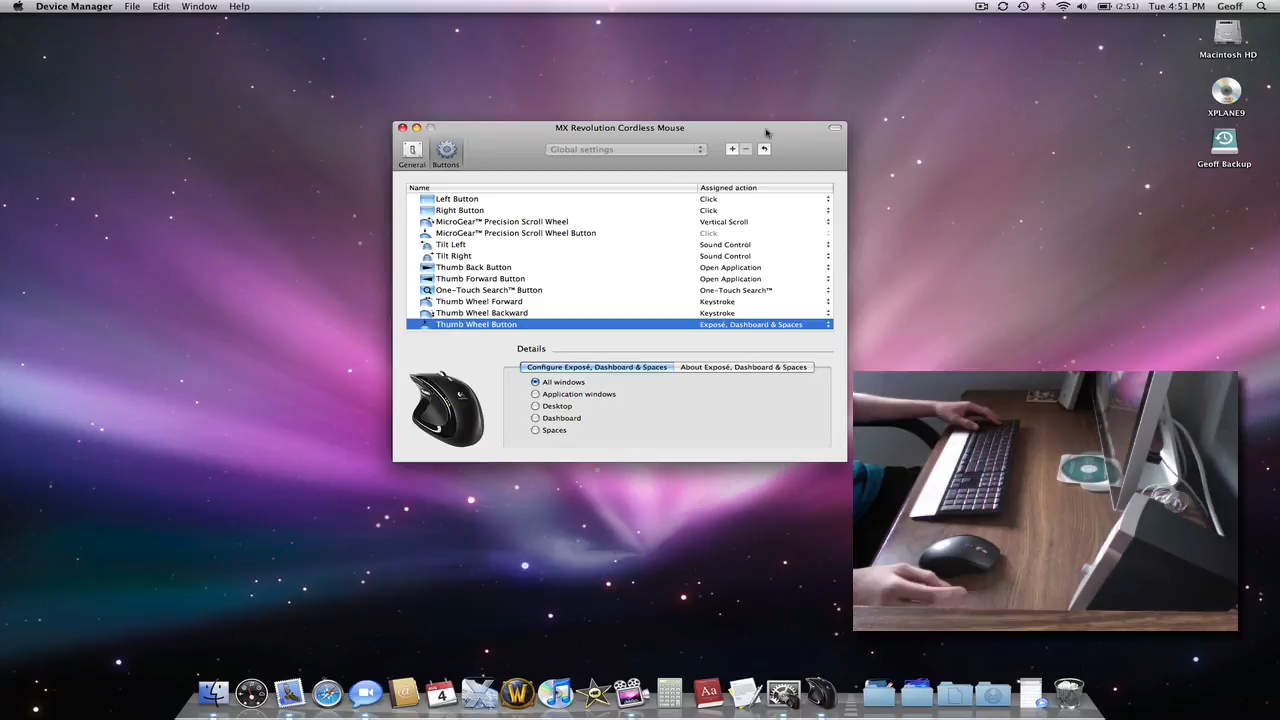 Device Manager File Edit Window Help (2:51) Tue 4:51 PM Geoff
Macintosh HD
XPLANE9
Geoff Backup
MX Revolution Cordless Mouse
Global settings
General Buttons
Name Assigned action
Left Button Click
Right Button Click
MicroGear™ Precision Scroll Wheel Vertical Scroll
MicroGear™ Precision Scroll Wheel Button Click
Tilt Left Sound Control
Tilt Right Sound Control
Thumb Back Button Open Application
Thumb Forward Button Open Application
One-Touch Search™ Button One-Touch Search™
Thumb Wheel Forward Keystroke
Thumb Wheel Backward Keystroke
Thumb Wheel Button Exposé, Dashboard & Spaces
Details
Configure Exposé, Dashboard & Spaces About Exposé, Dashboard & Spaces
All windows
Application windows
Desktop
Dashboard
Spaces
4